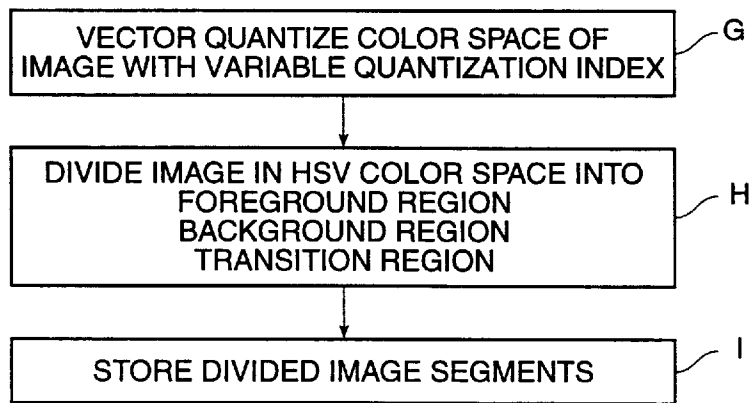 VECTOR QUANTIZE COLOR SPACE OF
IMAGE WITH VARIABLE QUANTIZATION INDEX
G
DIVIDE IMAGE IN HSV COLOR SPACE INTO
FOREGROUND REGION
BACKGROUND REGION
TRANSITION REGION
H
STORE DIVIDED IMAGE SEGMENTS
I